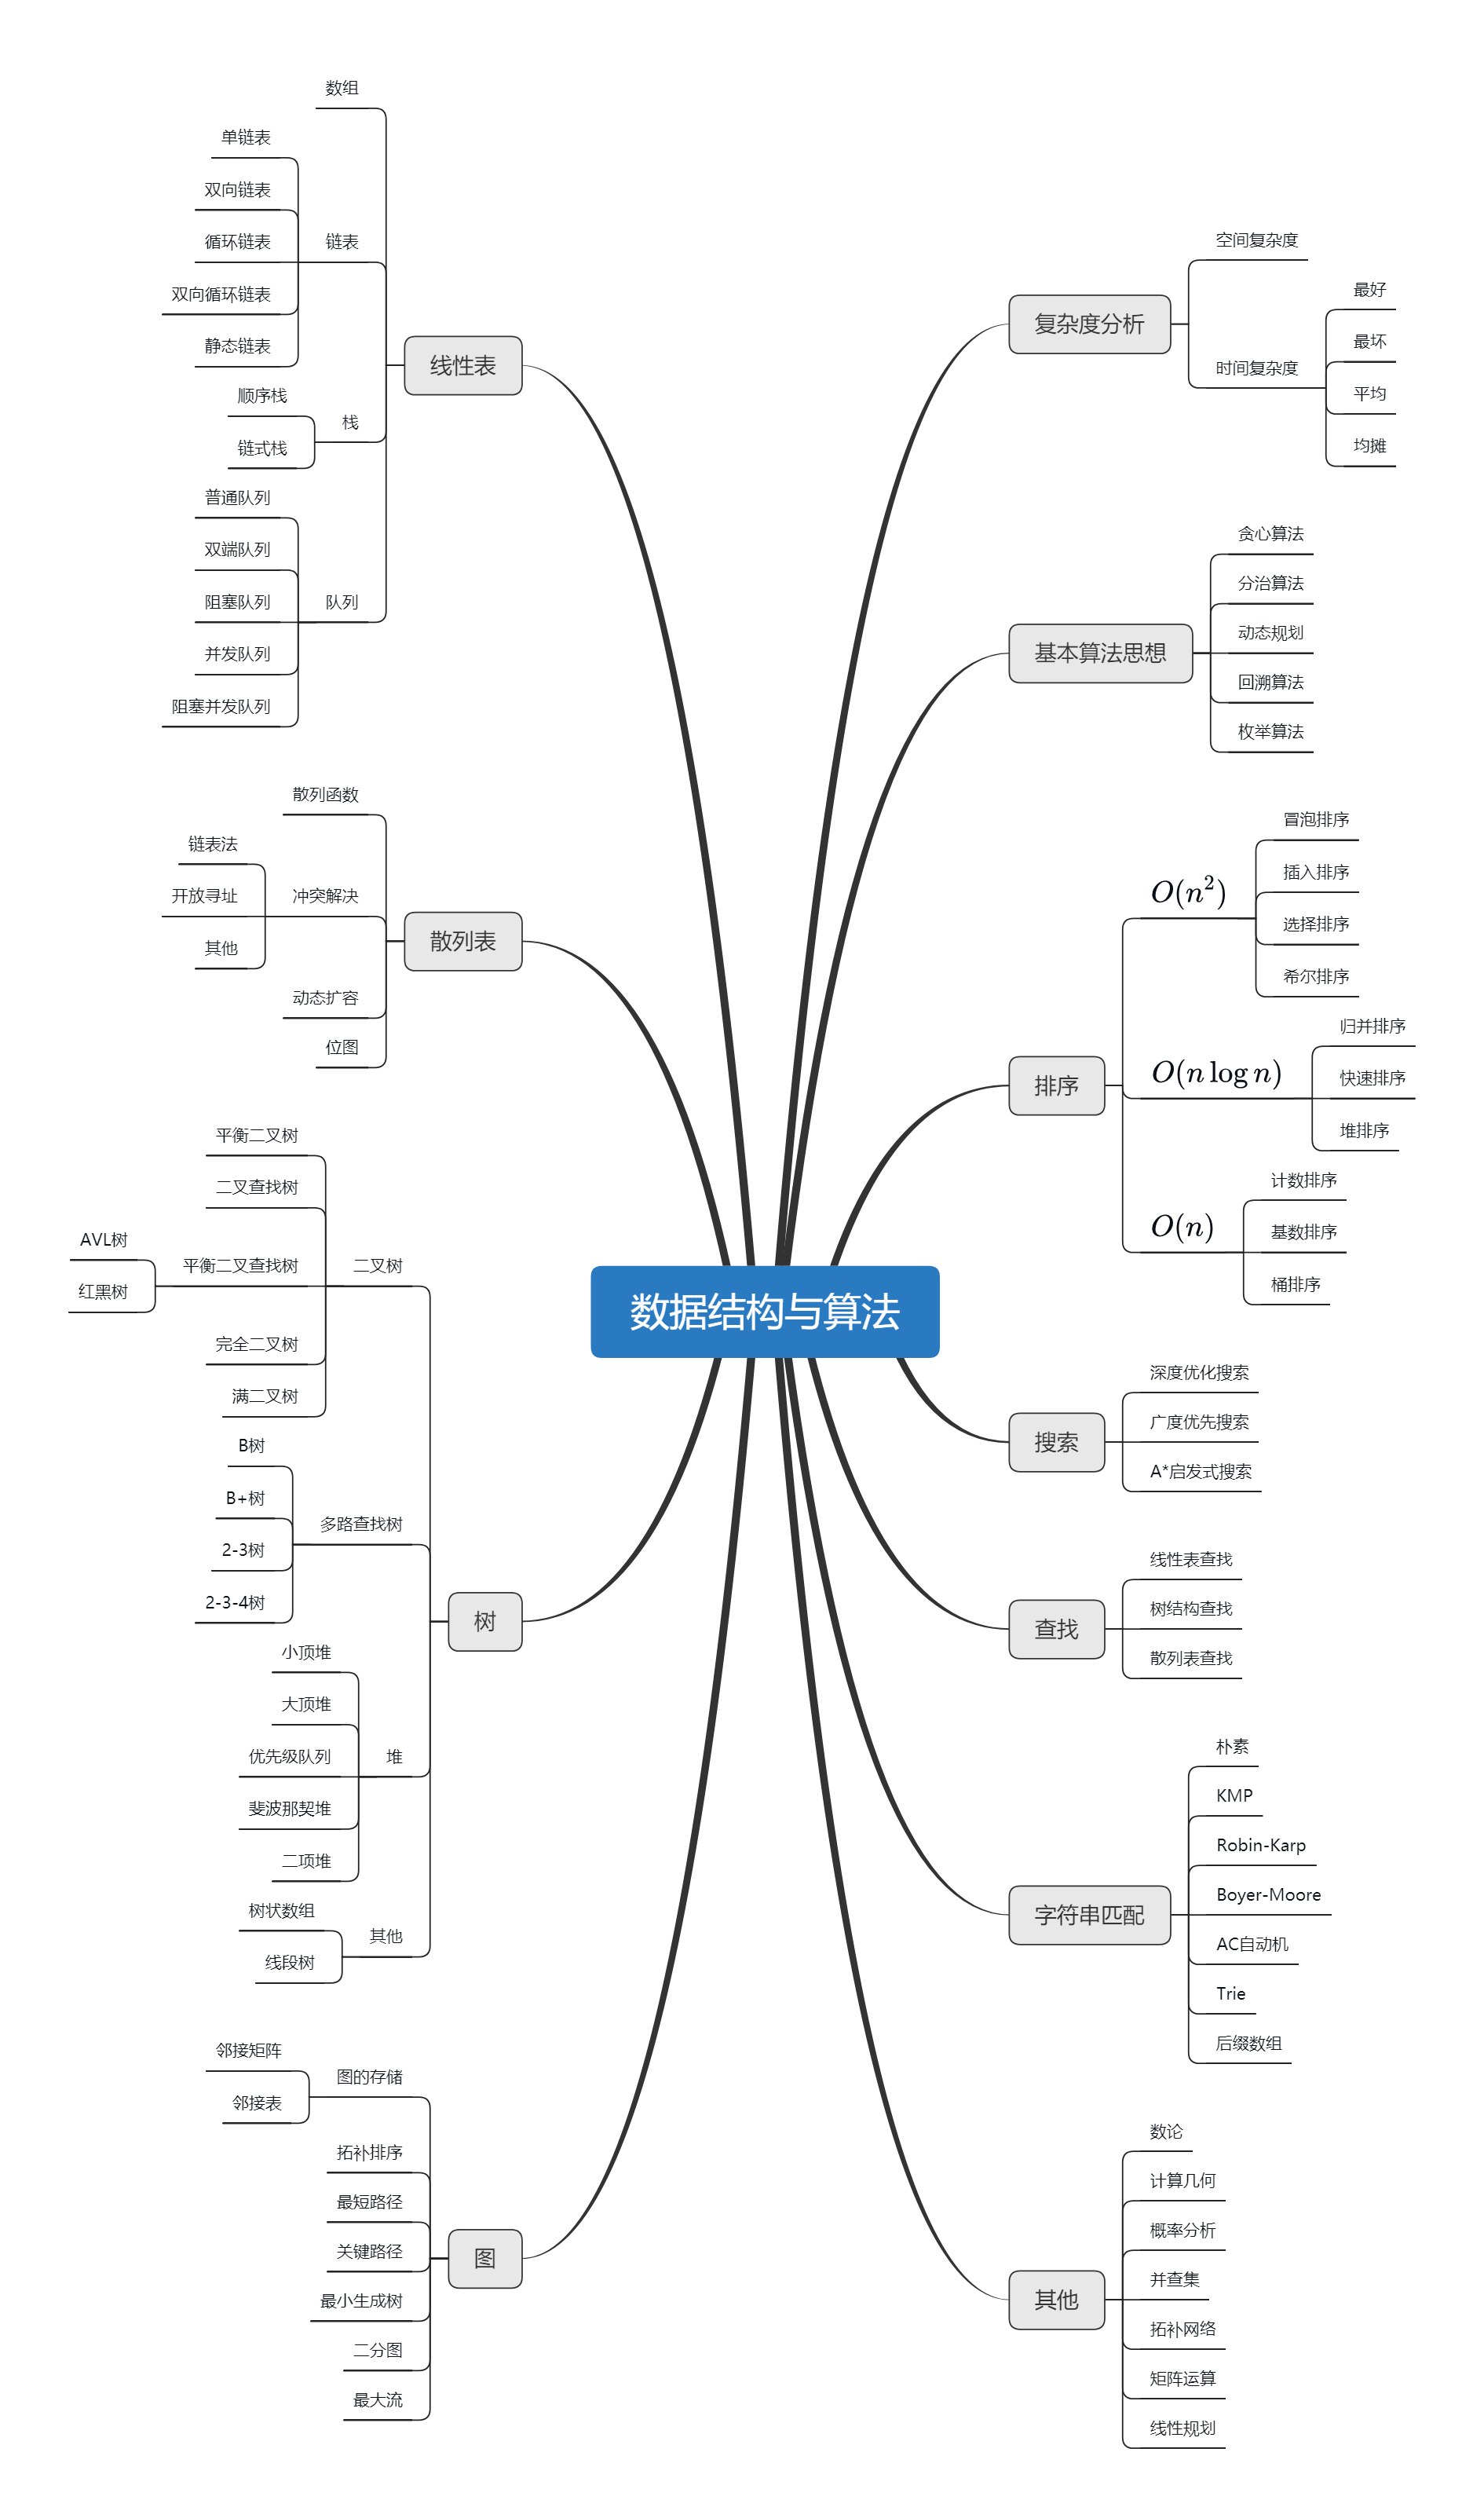 数据结构与算法
线性表
数组
链表
单链表
双向链表
循环链表
双向循环链表
静态链表
栈
顺序栈
链式栈
队列
普通队列
双端队列
阻塞队列
并发队列
阻塞并发队列
散列表
散列函数
冲突解决
链表法
开放寻址
其他
动态扩容
位图
树
二叉树
平衡二叉树
二叉查找树
平衡二叉查找树
AVL树
红黑树
完全二叉树
满二叉树
多路查找树
B树
B+树
2-3树
2-3-4树
堆
小顶堆
大顶堆
优先级队列
斐波那契堆
二项堆
其他
树状数组
线段树
图
图的存储
邻接矩阵
邻接表
拓补排序
最短路径
关键路径
最小生成树
二分图
最大流
复杂度分析
空间复杂度
时间复杂度
最好
最坏
平均
均摊
基本算法思想
贪心算法
分治算法
动态规划
回溯算法
枚举算法
排序
O(n²)
冒泡排序
插入排序
选择排序
希尔排序
O(n log n)
归并排序
快速排序
堆排序
O(n)
计数排序
基数排序
桶排序
搜索
深度优化搜索
广度优先搜索
A*启发式搜索
查找
线性表查找
树结构查找
散列表查找
字符串匹配
朴素
KMP
Robin-Karp
Boyer-Moore
AC自动机
Trie
后缀数组
其他
数论
计算几何
概率分析
并查集
拓补网络
矩阵运算
线性规划